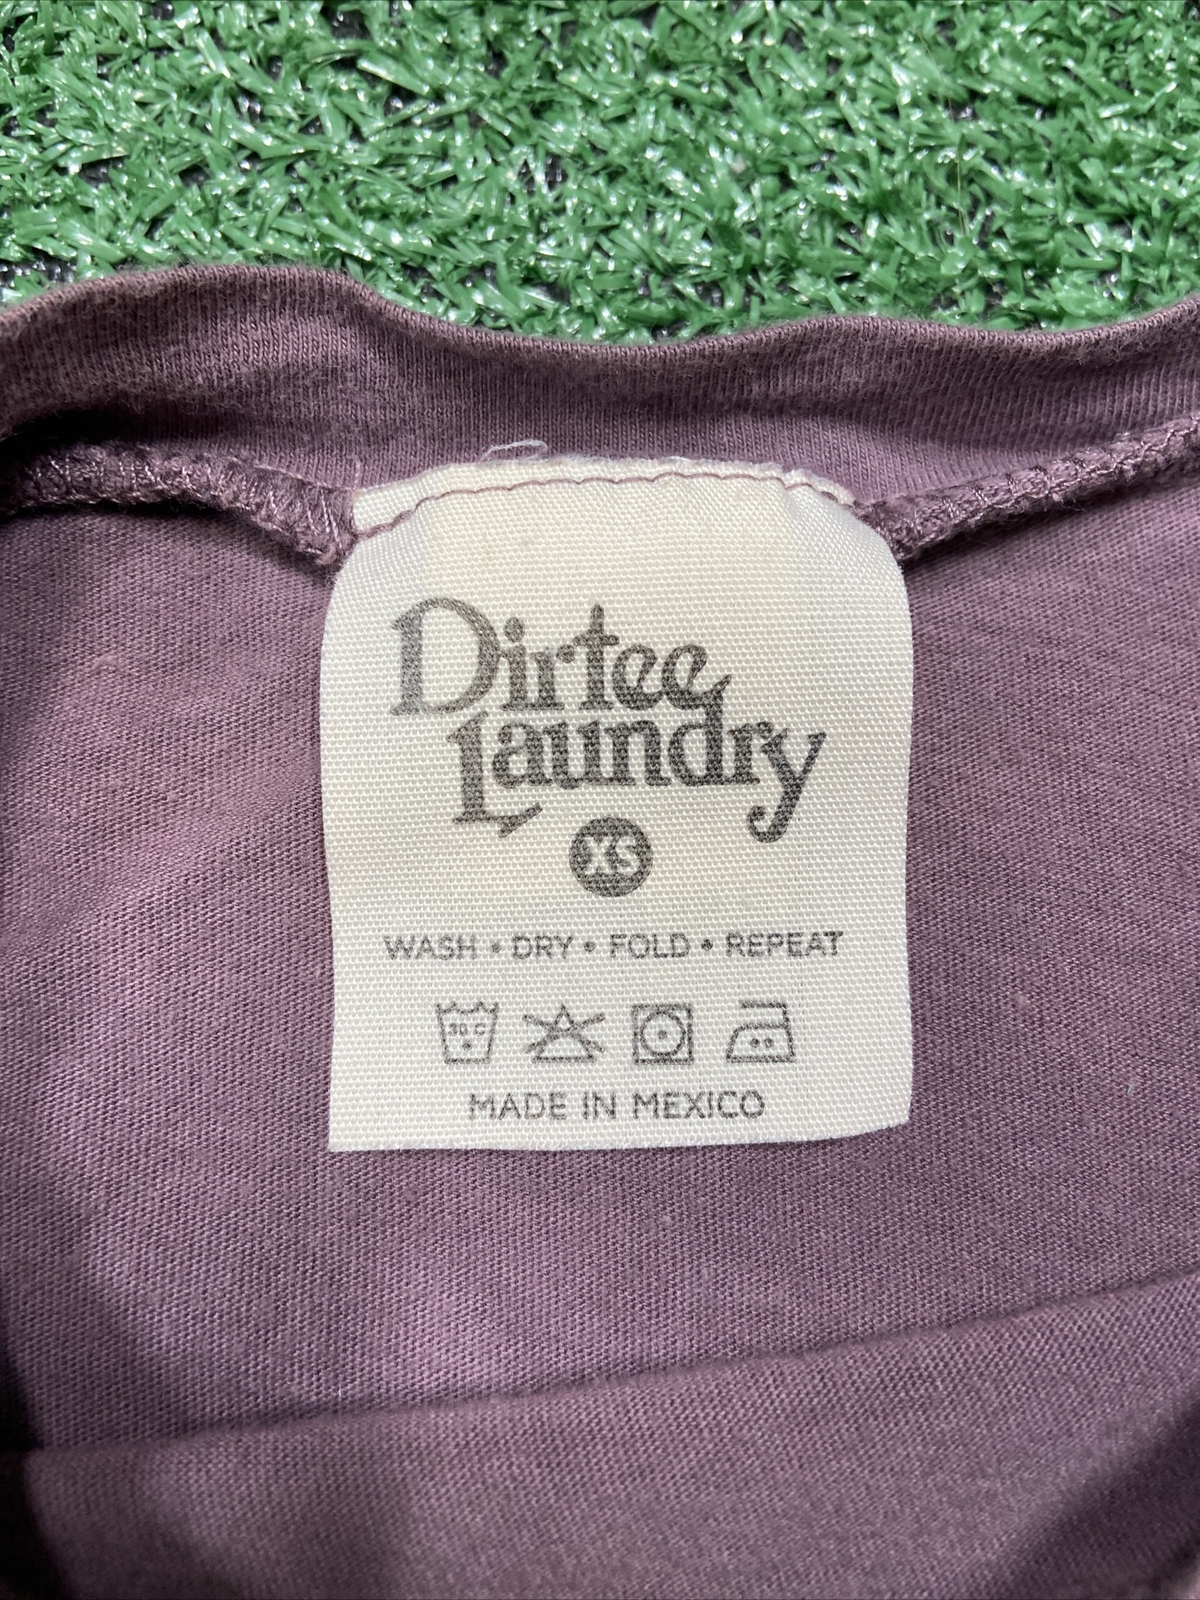 Dirtee
Laundry
XS
WASH • DRY • FOLD • REPEAT
30 C
MADE IN MEXICO